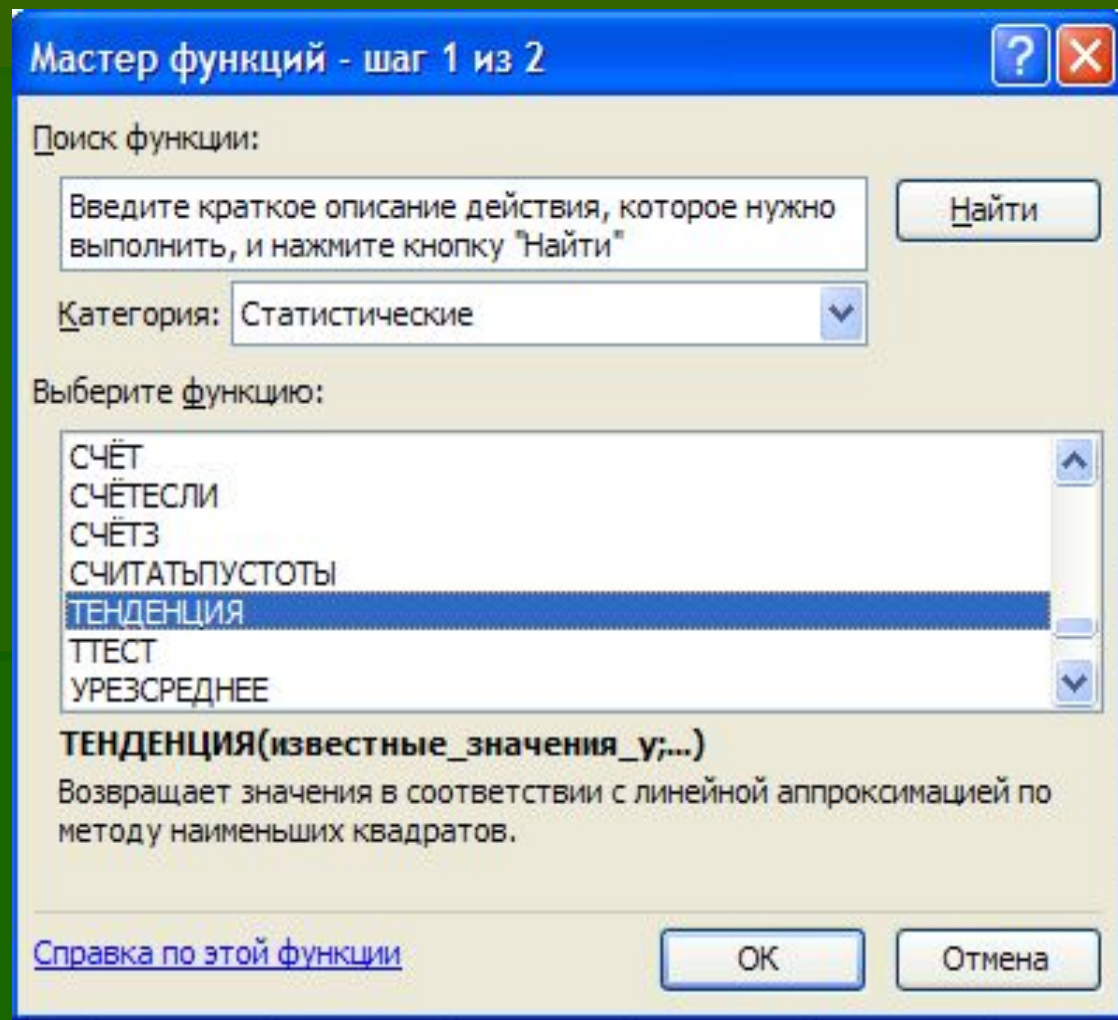 Мастер функций - шаг 1 из 2
Поиск функции:
Введите краткое описание действия, которое нужно
выполнить, и нажмите кнопку "Найти"
Найти
Категория: Статистические
Выберите функцию:
СЧЁТ
СЧЁТЕСЛИ
СЧЁТЗ
СЧИТАТЬПУСТОТЫ
ТЕНДЕНЦИЯ
ТТЕСТ
УРЕЗСРЕДНЕЕ
ТЕНДЕНЦИЯ(известные_значения_y;...)
Возвращает значения в соответствии с линейной аппроксимацией по
методу наименьших квадратов.
Справка по этой функции
ОК
Отмена